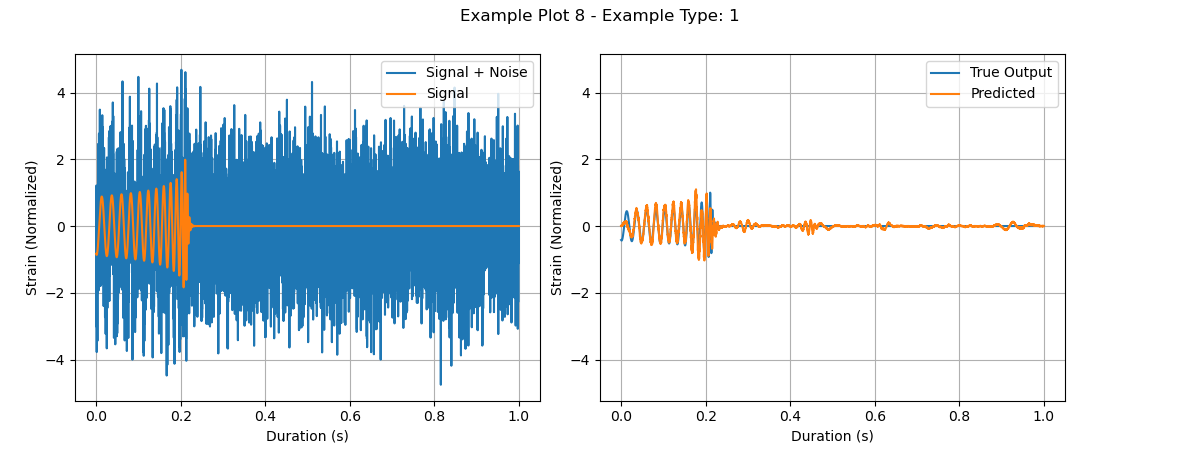 Example Plot 8 - Example Type: 1
Signal + Noise
Signal
4
2
0
−2
−4
Strain (Normalized)
0.0 0.2 0.4 0.6 0.8 1.0
Duration (s)
True Output
Predicted
4
2
0
−2
−4
Strain (Normalized)
0.0 0.2 0.4 0.6 0.8 1.0
Duration (s)